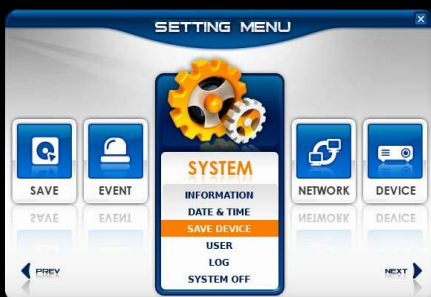 SETTING MENU
SAVE
EVENT
SYSTEM
INFORMATION
DATE & TIME
SAVE DEVICE
USER
LOG
SYSTEM OFF
NETWORK
DEVICE
PREV
NEXT